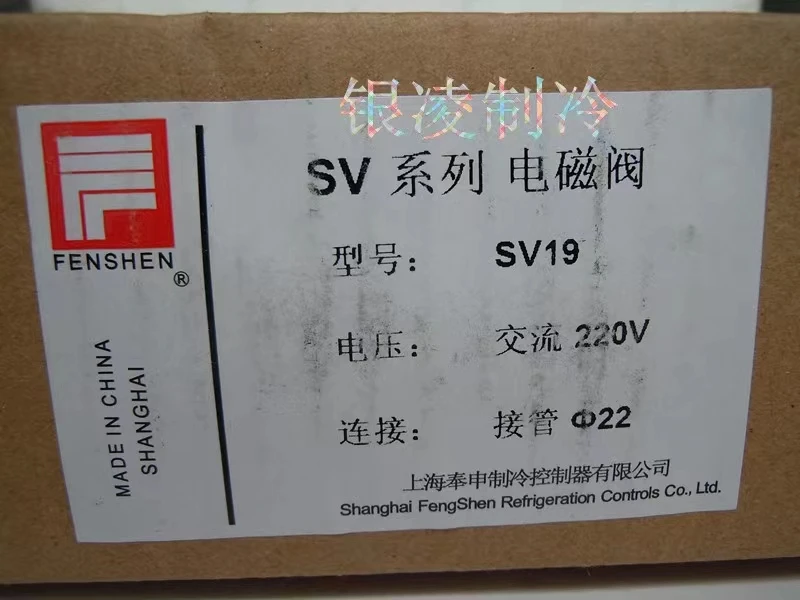 银凌制冷
SV 系列 电磁阀
FENSHEN
®
型号: SV19
电压: 交流 220V
连接: 接管 Φ22
MADE IN CHINA
SHANGHAI
上海奉申制冷控制器有限公司
Shanghai FengShen Refrigeration Controls Co., Ltd.